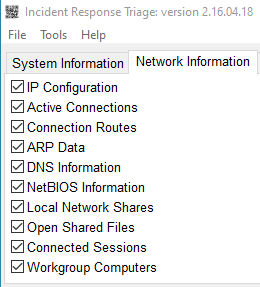 Incident Response Triage: version 2.16.04.18
File Tools Help
System Information Network Information
IP Configuration
Active Connections
Connection Routes
ARP Data
DNS Information
NetBIOS Information
Local Network Shares
Open Shared Files
Connected Sessions
Workgroup Computers